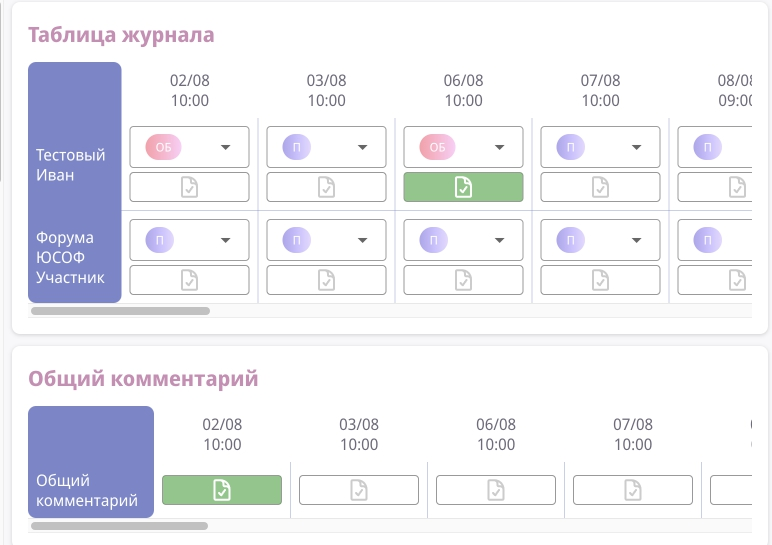 Таблица журнала
02/08 03/08 06/08 07/08 08/08
10:00 10:00 10:00 10:00 09:00
Тестовый
Иван
ОБ П ОБ П П
Форума
ЮСОФ
Участник
П П П П П
Общий комментарий
02/08 03/08 06/08 07/08
10:00 10:00 10:00 10:00
Общий
комментарий